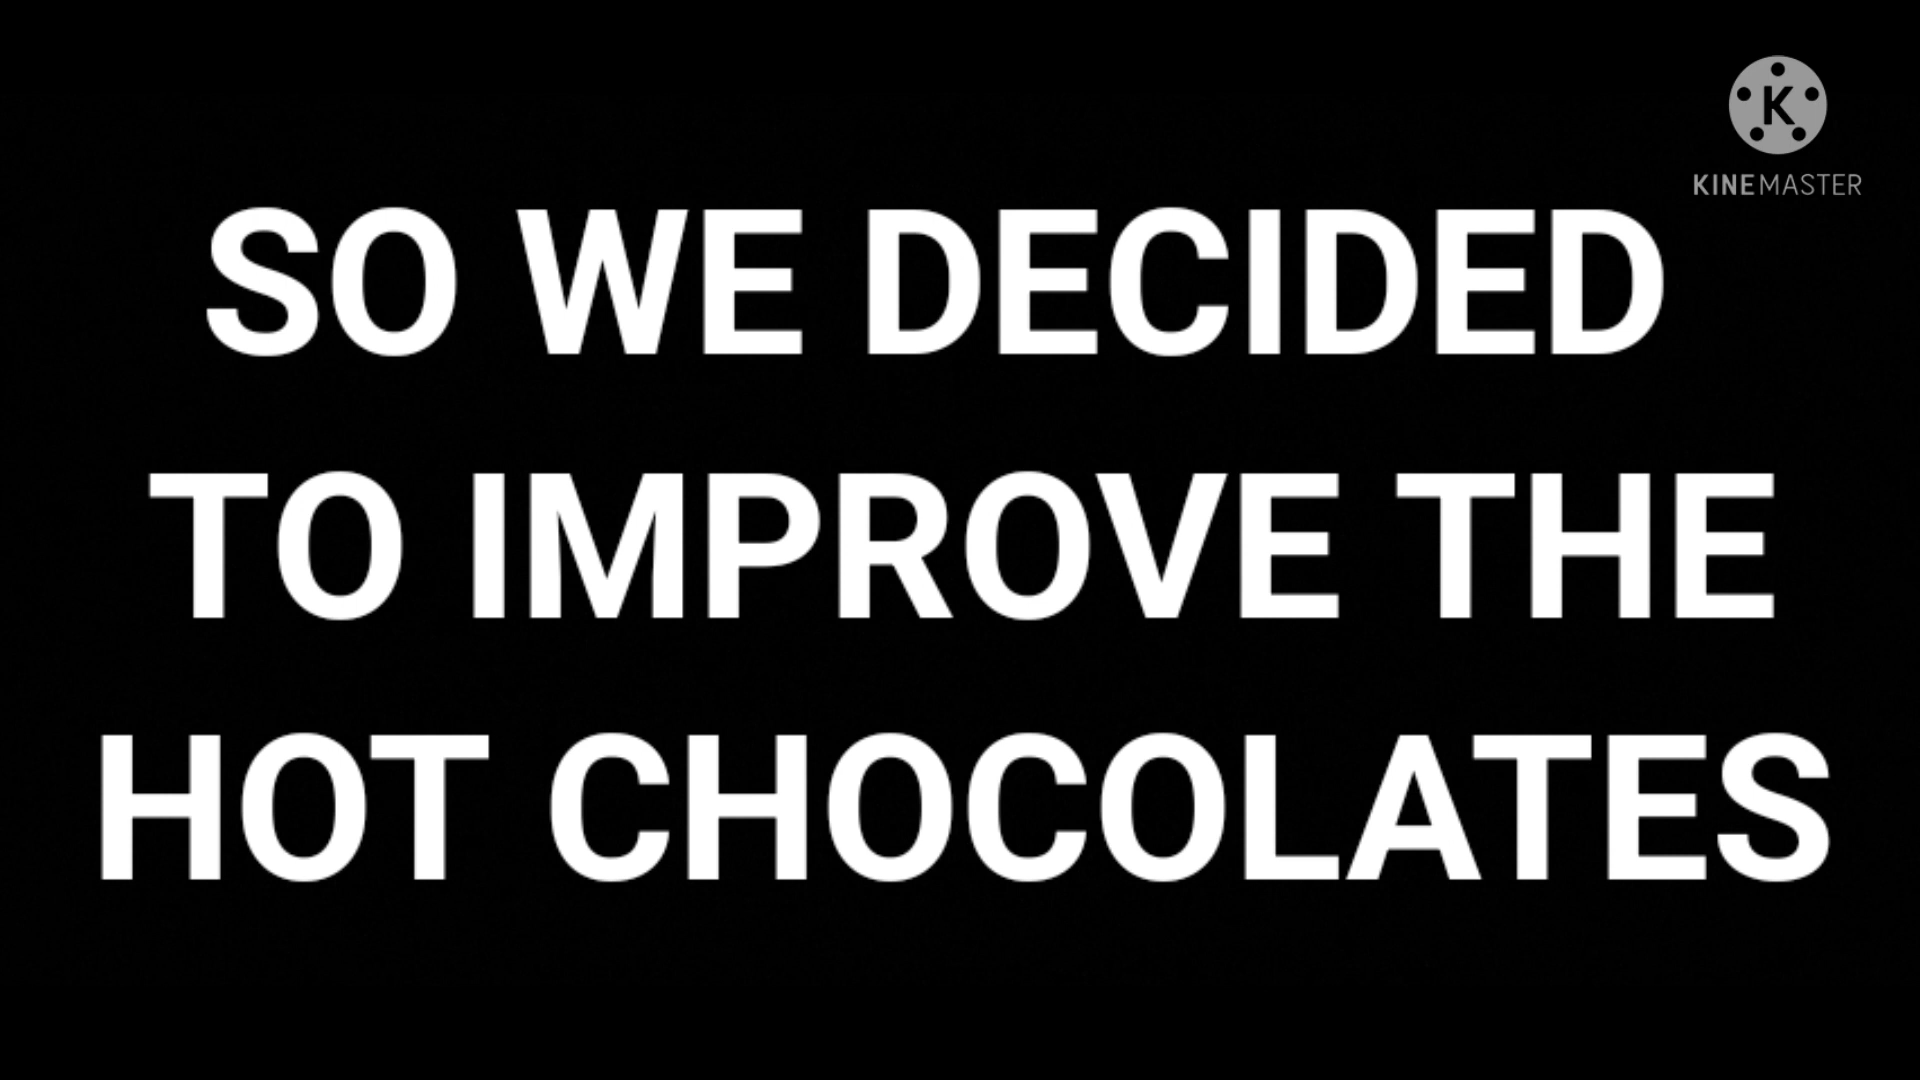 K
KINEMASTER
SO WE DECIDED
TO IMPROVE THE
HOT CHOCOLATES